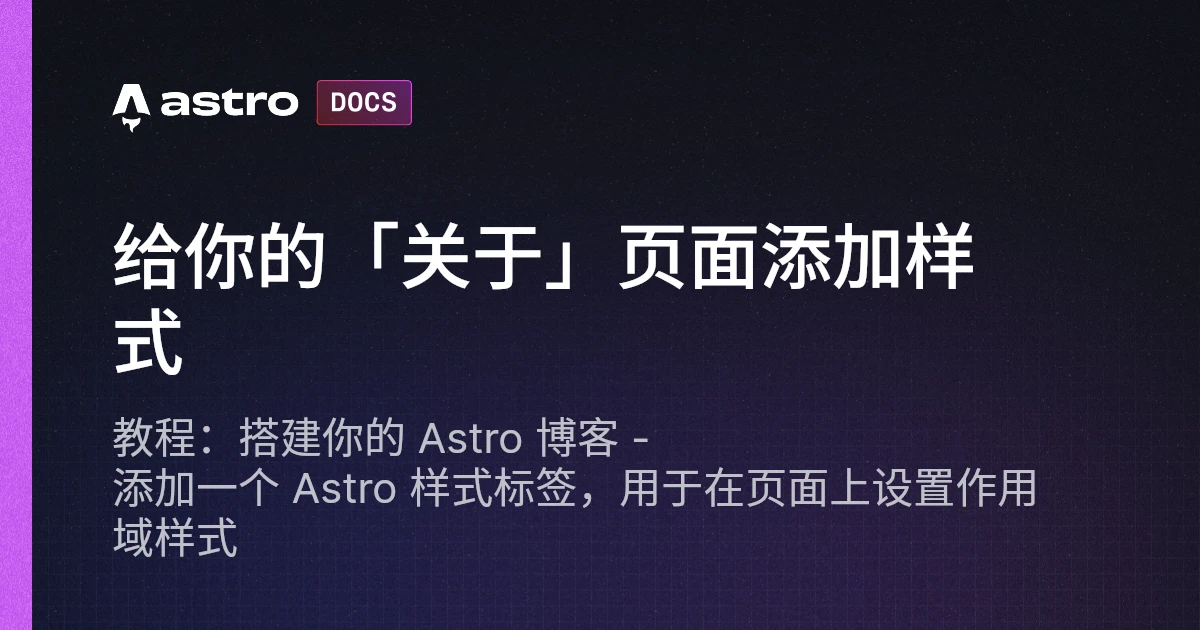 astro DOCS
给你的「关于」页面添加样
式
教程：搭建你的 Astro 博客 -
添加一个 Astro 样式标签，用于在页面上设置作用
域样式